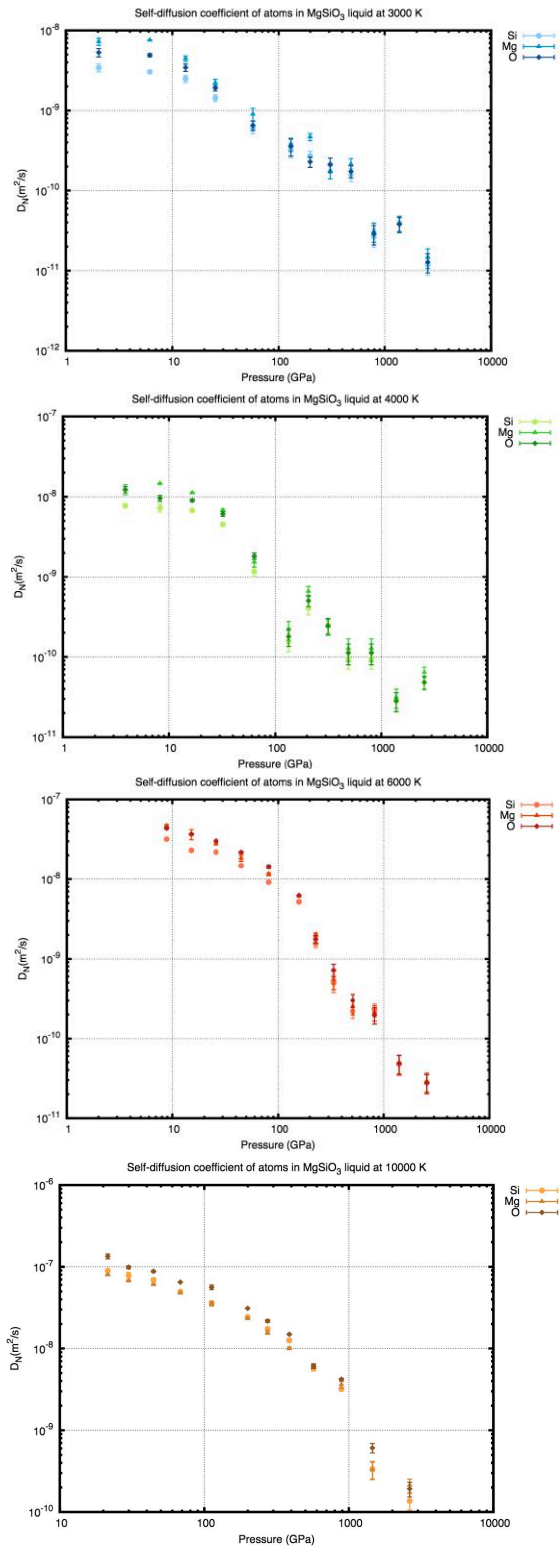 Self-diffusion coefficient of atoms in MgSiO3 liquid at 3000 K
Si
Mg
O
10^-8
10^-9
10^-10
10^-11
10^-12
D_N(m^2/s)
1 10 100 1000 10000
Pressure (GPa)
Self-diffusion coefficient of atoms in MgSiO3 liquid at 4000 K
Si
Mg
O
10^-7
10^-8
10^-9
10^-10
10^-11
D_N(m^2/s)
1 10 100 1000 10000
Pressure (GPa)
Self-diffusion coefficient of atoms in MgSiO3 liquid at 6000 K
Si
Mg
O
10^-7
10^-8
10^-9
10^-10
10^-11
D_N(m^2/s)
1 10 100 1000 10000
Pressure (GPa)
Self-diffusion coefficient of atoms in MgSiO3 liquid at 10000 K
Si
Mg
O
10^-6
10^-7
10^-8
10^-9
10^-10
D_N(m^2/s)
10 100 1000 10000
Pressure (GPa)